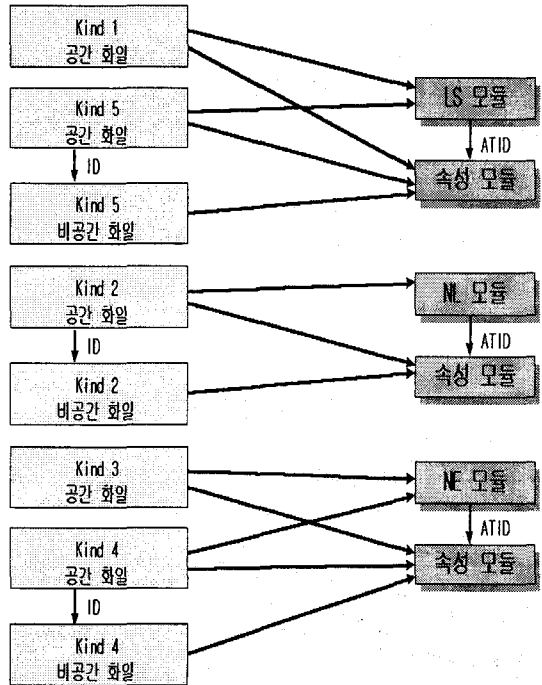 Kind 1
공간 화일
Kind 5
공간 화일
ID
Kind 5
비공간 화일
LS 모듈
ATID
속성 모듈
Kind 2
공간 화일
ID
Kind 2
비공간 화일
NL 모듈
ATID
속성 모듈
Kind 3
공간 화일
Kind 4
공간 화일
ID
Kind 4
비공간 화일
NE 모듈
ATID
속성 모듈